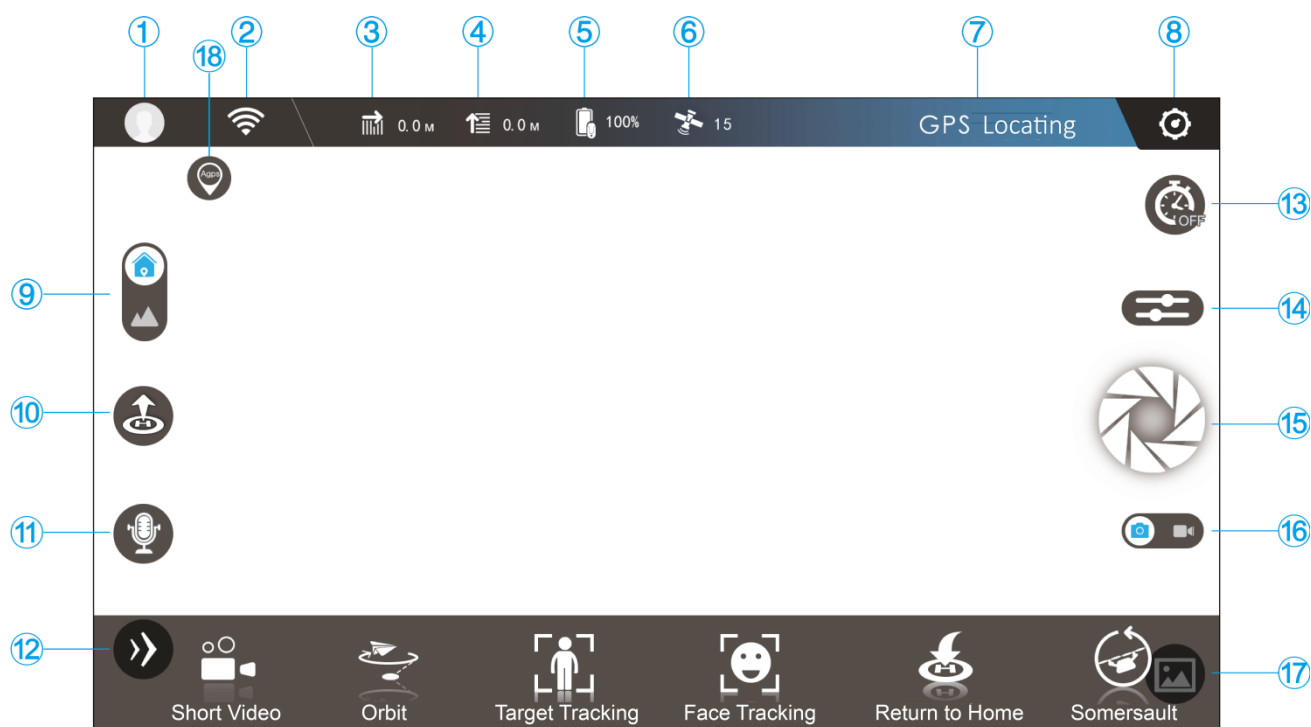 ① ② ③ ④ ⑤ ⑥ ⑦ ⑧
⑱
0.0 M 0.0 M 100% 15 GPS Locating
Agps
⑬
OFF
⑨
⑭
⑩
⑮
⑪
⑯
⑫
⑰
Short Video Orbit Target Tracking Face Tracking Return to Home Somersault